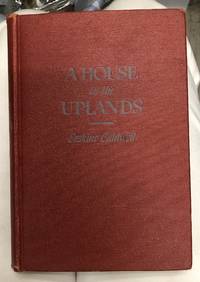 A HOUSE
in the
UPLANDS
Erskine Caldwell